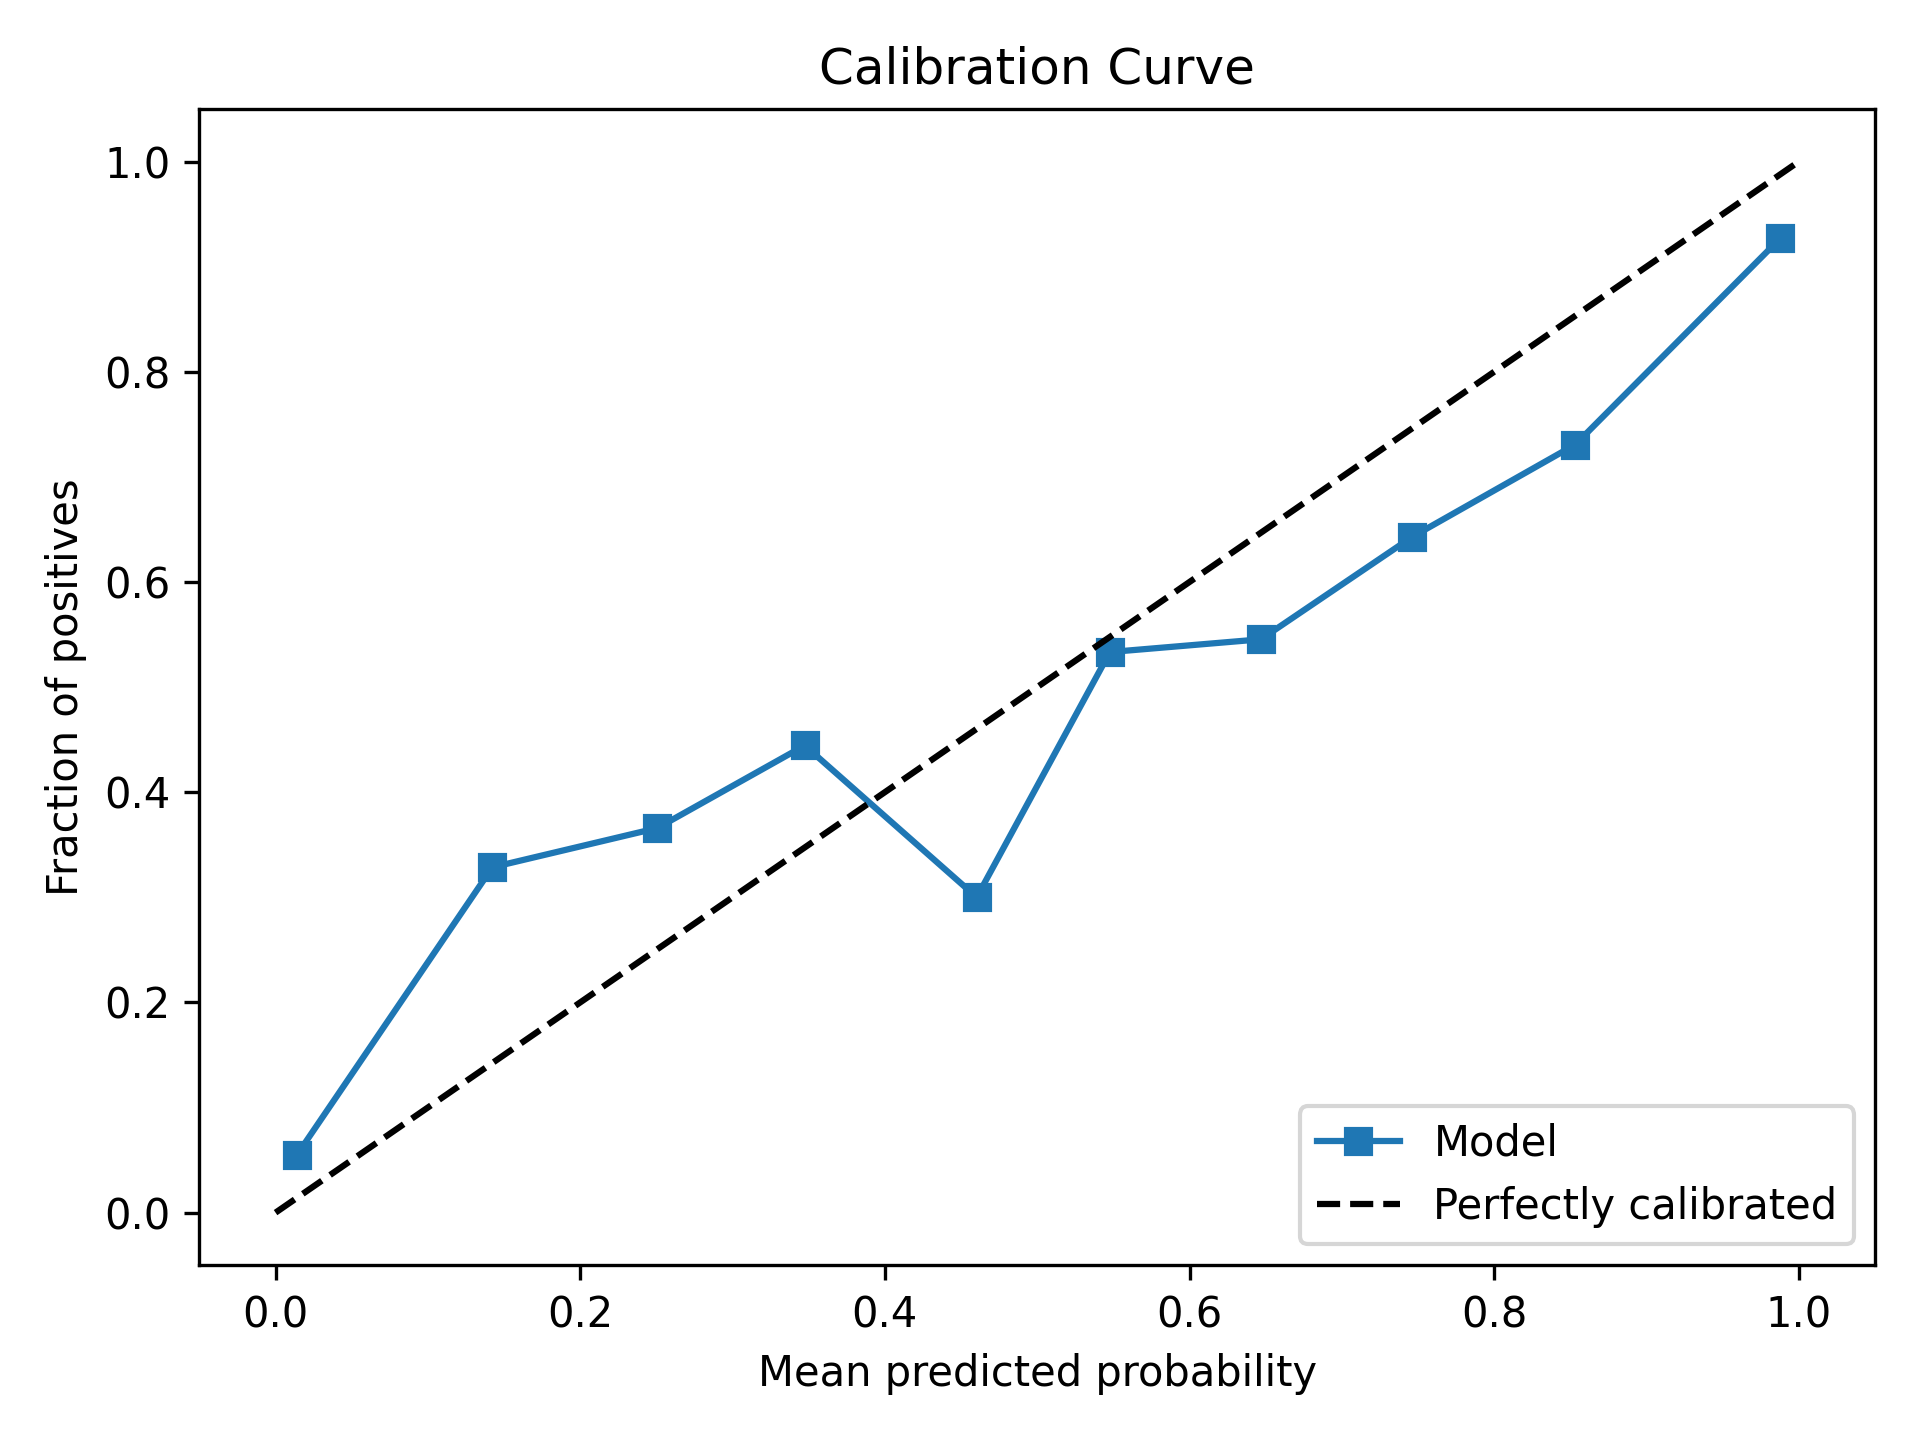 Calibration Curve
1.0
0.8
0.6
0.4
0.2
0.0
Fraction of positives
0.0 0.2 0.4 0.6 0.8 1.0
Mean predicted probability
Model
Perfectly calibrated